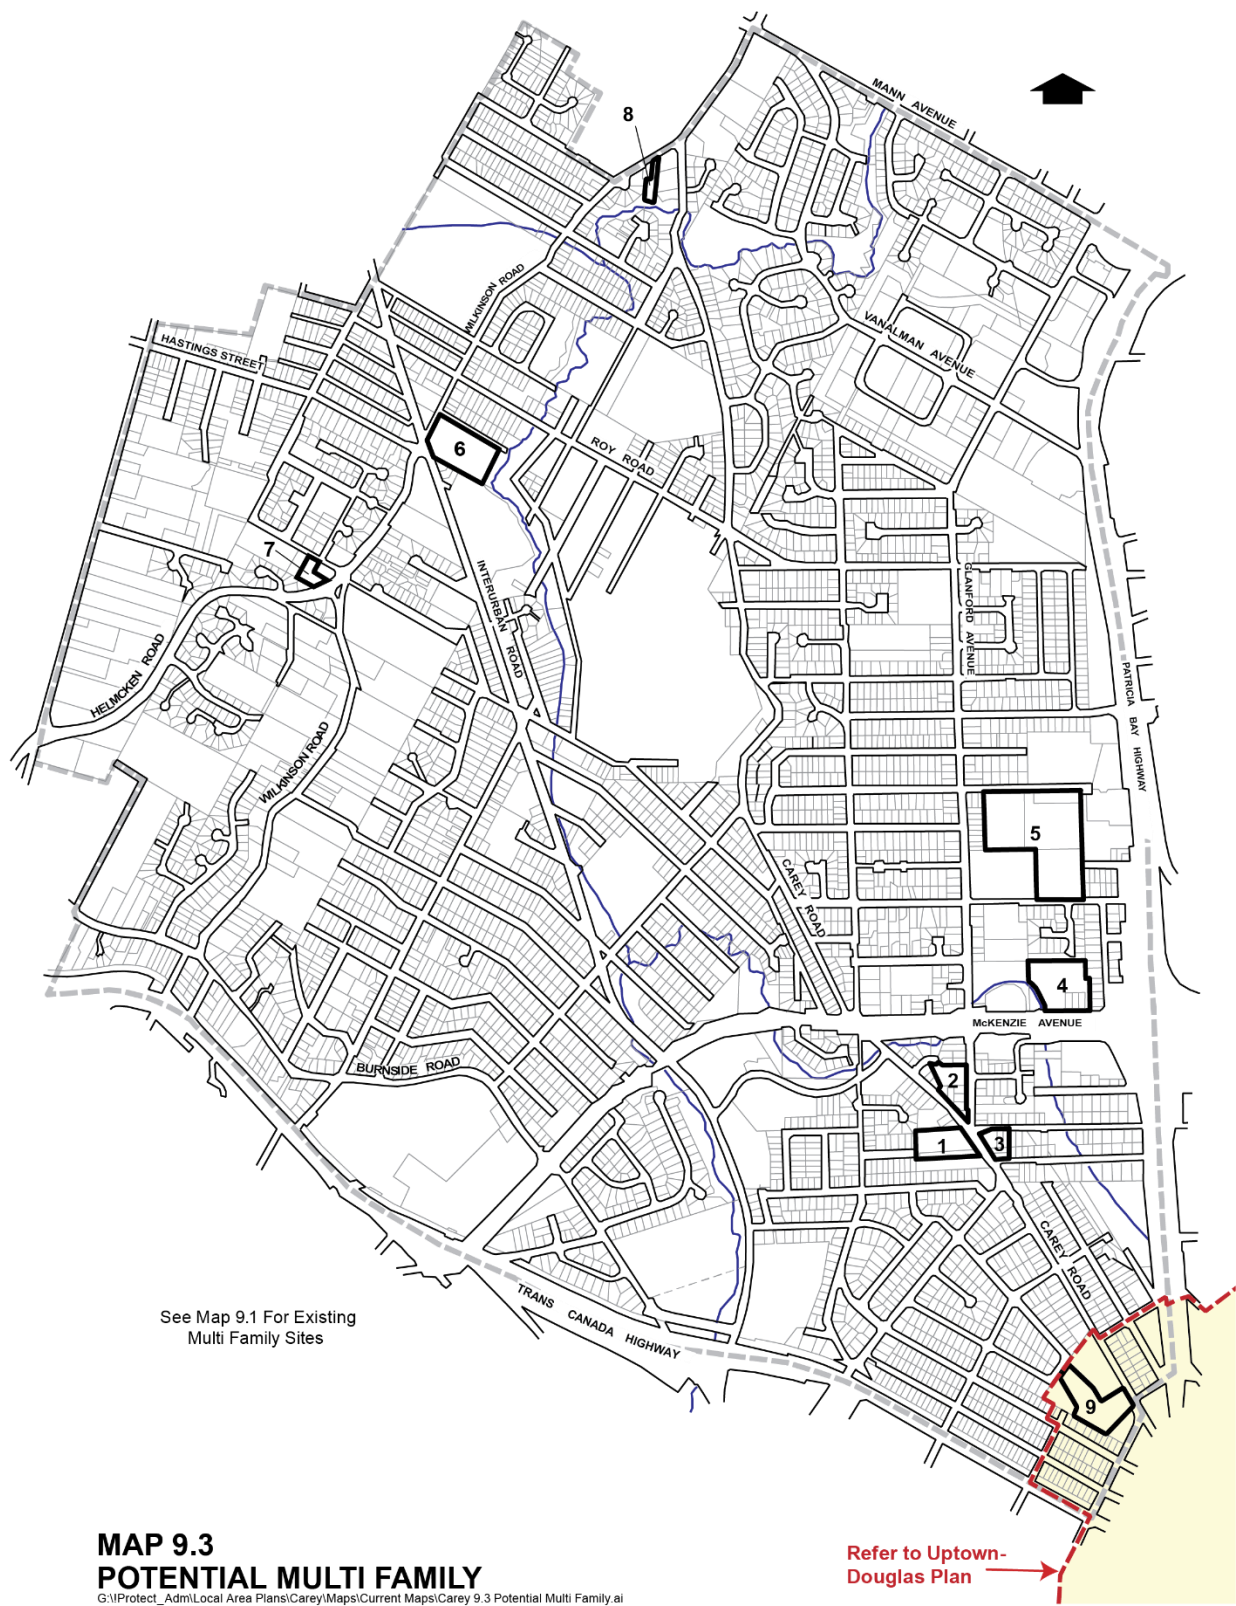 MANN AVENUE
8
WILKINSON ROAD
VANALMAN AVENUE
HASTINGS STREET
6
ROY ROAD
7
INTERURBAN ROAD
GLANFORD AVENUE
HELMCKEN ROAD
PATRICIA BAY HIGHWAY
WILKINSON ROAD
5
CAREY ROAD
4
McKENZIE AVENUE
BURNSIDE ROAD
2
1
3
CAREY ROAD
TRANS CANADA HIGHWAY
See Map 9.1 For Existing
Multi Family Sites
9
MAP 9.3
POTENTIAL MULTI FAMILY
G:\!Protect_Adm\Local Area Plans\Carey\Maps\Current Maps\Carey 9.3 Potential Multi Family.ai
Refer to Uptown-
Douglas Plan